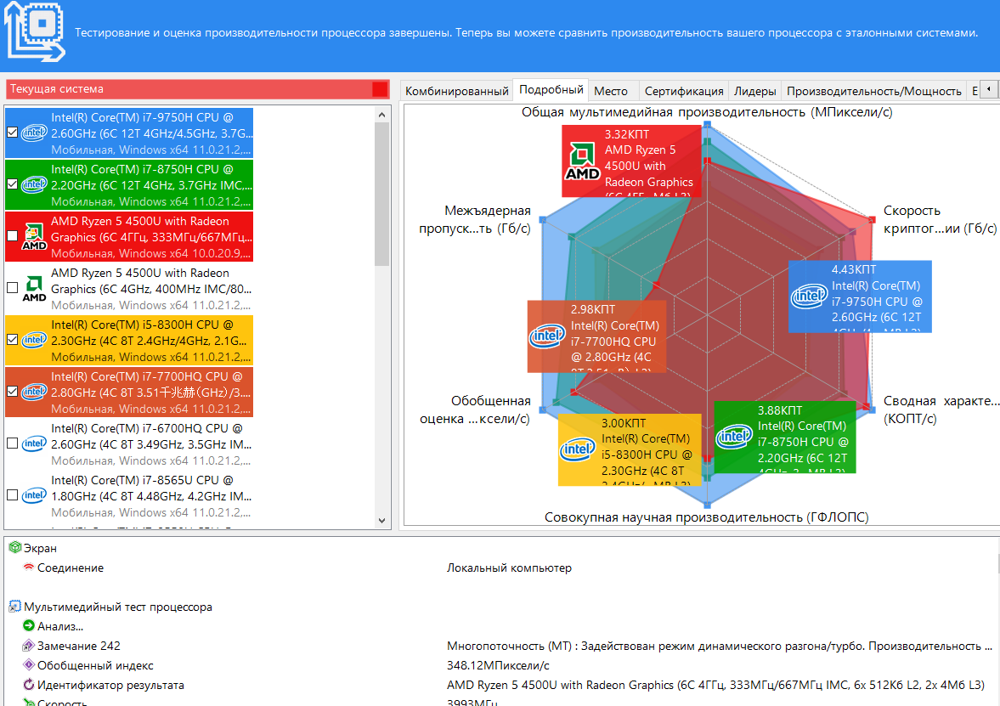 Тестирование и оценка производительности процессора завершены. Теперь вы можете сравнить производительность вашего процессора с эталонными системами.
Текущая система
Intel(R) Core(TM) i7-9750H CPU @
2.60GHz (6C 12T 4GHz/4.5GHz, 3.7G...
Мобильная, Windows x64 11.0.21.2,...
Intel(R) Core(TM) i7-8750H CPU @
2.20GHz (6C 12T 4GHz, 3.7GHz IMC,...
Мобильная, Windows x64 11.0.21.2,...
AMD Ryzen 5 4500U with Radeon
Graphics (6C 4ГГц, 333МГц/667МГц...
Мобильная, Windows x64 10.0.20.9,...
AMD Ryzen 5 4500U with Radeon
Graphics (6C 4GHz, 400MHz IMC/80...
Мобильная, Windows x64 11.0.21.2,...
Intel(R) Core(TM) i5-8300H CPU @
2.30GHz (4C 8T 2.4GHz/4GHz, 2.1G...
Мобильная, Windows x64 11.0.21.2,...
Intel(R) Core(TM) i7-7700HQ CPU @
2.80GHz (4C 8T 3.51千兆赫(GHz)/3....
Мобильная, Windows x64 11.0.21.2,...
Intel(R) Core(TM) i7-6700HQ CPU @
2.60GHz (4C 8T 3.49GHz, 3.5GHz IM...
Мобильная, Windows x64 11.0.21.2,...
Intel(R) Core(TM) i7-8565U CPU @
1.80GHz (4C 8T 4.48GHz, 4.2GHz IM...
Мобильная, Windows x64 11.0.21.2,...
Комбинированный Подробный Место Сертификация Лидеры Производительность/Мощность Е
Общая мультимедийная производительность (МПиксели/с)
3.32КПТ
AMD Ryzen 5
4500U with
Radeon Graphics
AMD
Межъядерная
пропуск...ть (Гб/с)
Скорость
криптог...ии (Гб/с)
4.43КПТ
Intel(R) Core(TM)
i7-9750H CPU @
2.60GHz (6C 12T
intel
2.98КПТ
Intel(R) Core(TM)
i7-7700HQ CPU
@ 2.80GHz (4C
intel
Обобщенная
оценка ...ксели/с)
Сводная характе...
(КОПТ/с)
3.00КПТ
Intel(R) Core(TM)
i5-8300H CPU @
2.30GHz (4C 8T
intel
3.88КПТ
Intel(R) Core(TM)
i7-8750H CPU @
2.20GHz (6C 12T
intel
Совокупная научная производительность (ГФЛОПС)
Экран
Соединение Локальный компьютер
Мультимедийный тест процессора
Анализ...
Замечание 242 Многопоточность (МТ) : Задействован режим динамического разгона/турбо. Производительность ...
Обобщенный индекс 348.12МПиксели/с
Идентификатор результата AMD Ryzen 5 4500U with Radeon Graphics (6C 4ГГц, 333МГц/667МГц IMC, 6x 512Кб L2, 2x 4Мб L3)
Скорость 3993МГц